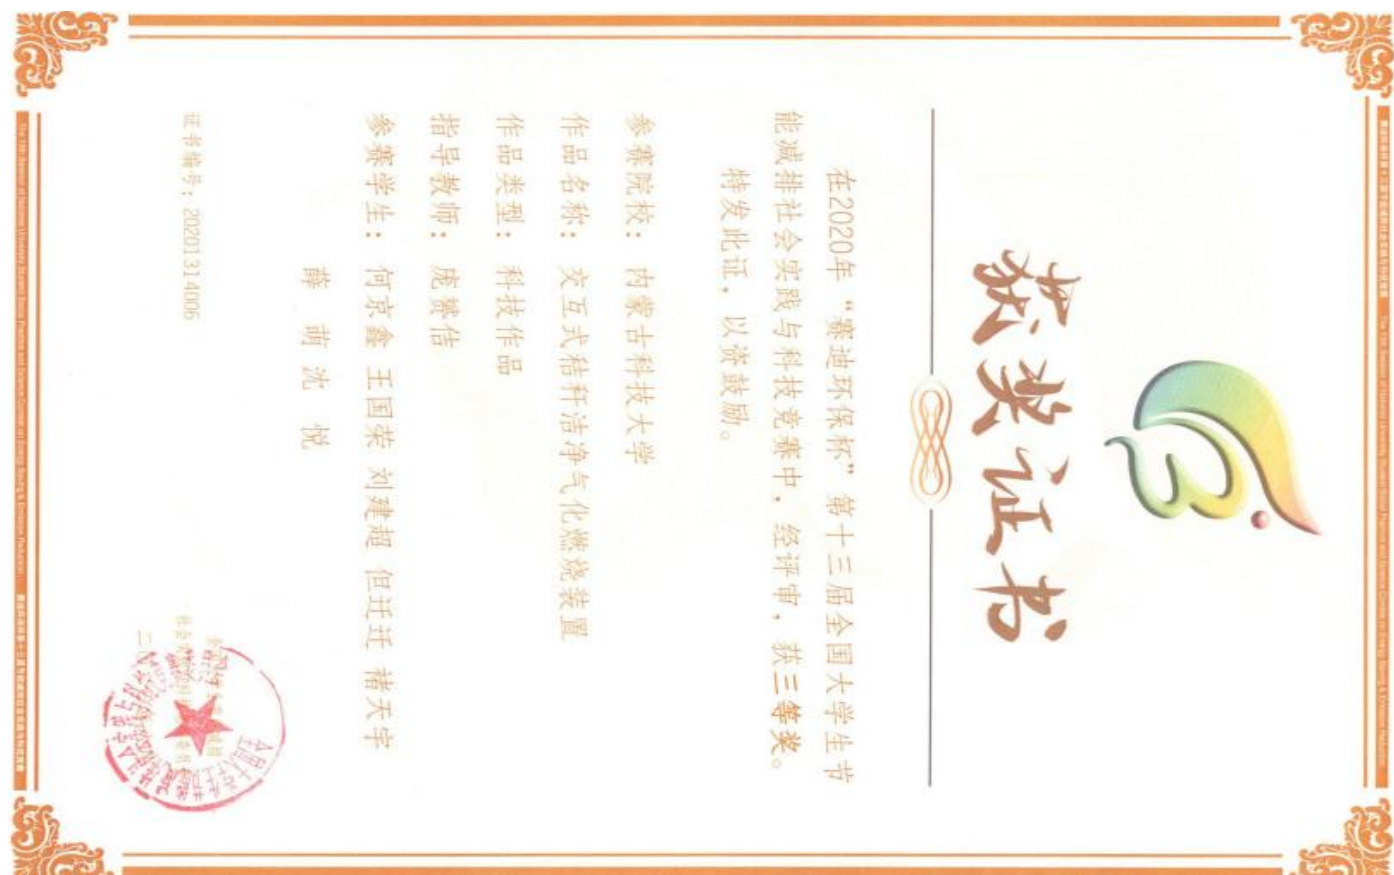 获奖证书
在2020年“赛迪环保杯”第十三届全国大学生节
能减排社会实践与科技竞赛中，经评审，获三等奖。
特发此证，以资鼓励。
参赛院校： 内蒙古科技大学
作品名称： 交互式秸秆洁净气化燃烧装置
作品类型： 科技作品
指导教师： 庞赟佶
参赛学生： 何京鑫 王国荣 刘建超 但迁迁 褚天宇
薛 萌 沈 悦
证书编号：20201314006